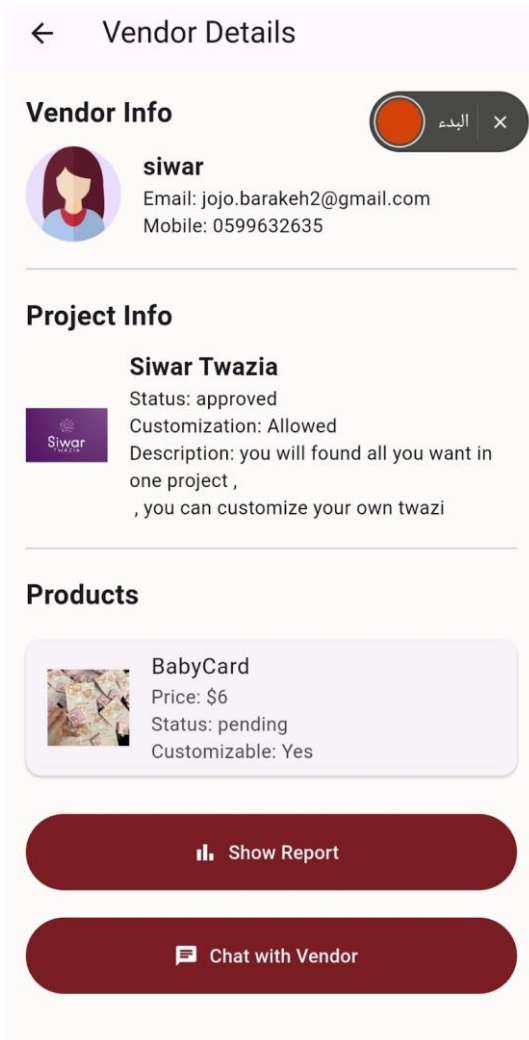 Vendor Details
Vendor Info
البدء
siwar
Email: jojo.barakeh2@gmail.com
Mobile: 0599632635
Project Info
Siwar Twazia
Status: approved
Customization: Allowed
Description: you will found all you want in
one project ,
, you can customize your own twazi
Siwar
TWAZIA
Products
BabyCard
Price: $6
Status: pending
Customizable: Yes
Show Report
Chat with Vendor